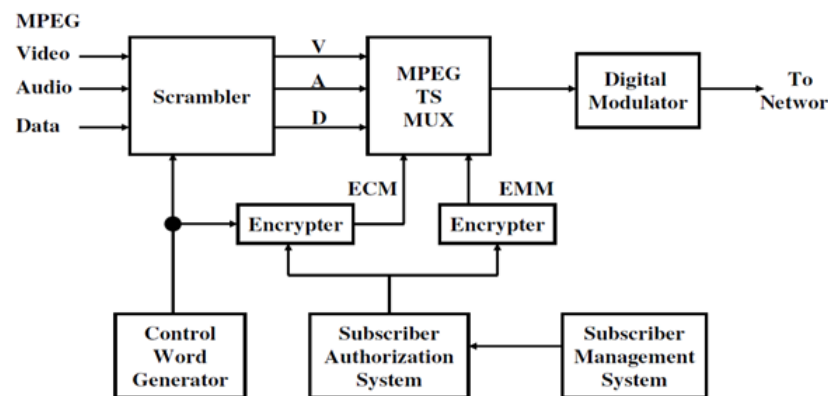 MPEG
Video
Audio
Data
Scrambler
V
A
D
MPEG
TS
MUX
Digital
Modulator
To
Networ
ECM
EMM
Encrypter
Encrypter
Control
Word
Generator
Subscriber
Authorization
System
Subscriber
Management
System